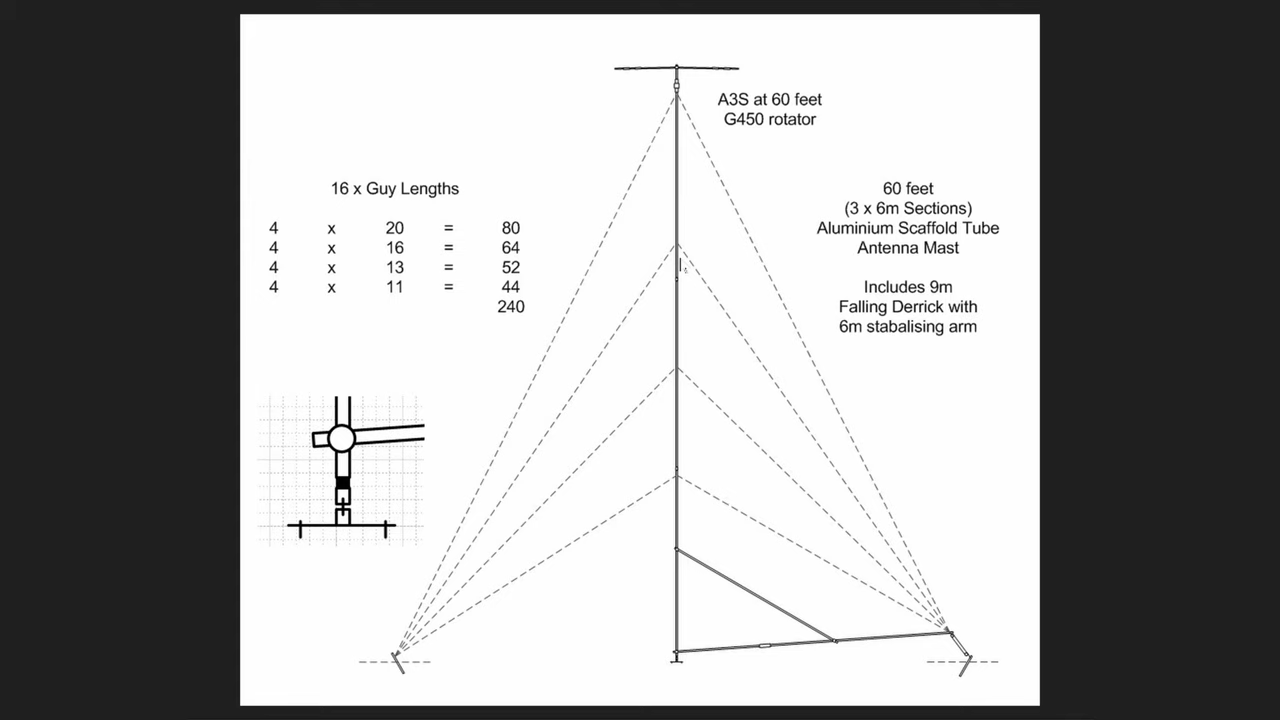 A3S at 60 feet
G450 rotator
16 x Guy Lengths
4 x 20 = 80
4 x 16 = 64
4 x 13 = 52
4 x 11 = 44
240
60 feet
(3 x 6m Sections)
Aluminium Scaffold Tube
Antenna Mast
Includes 9m
Falling Derrick with
6m stabalising arm